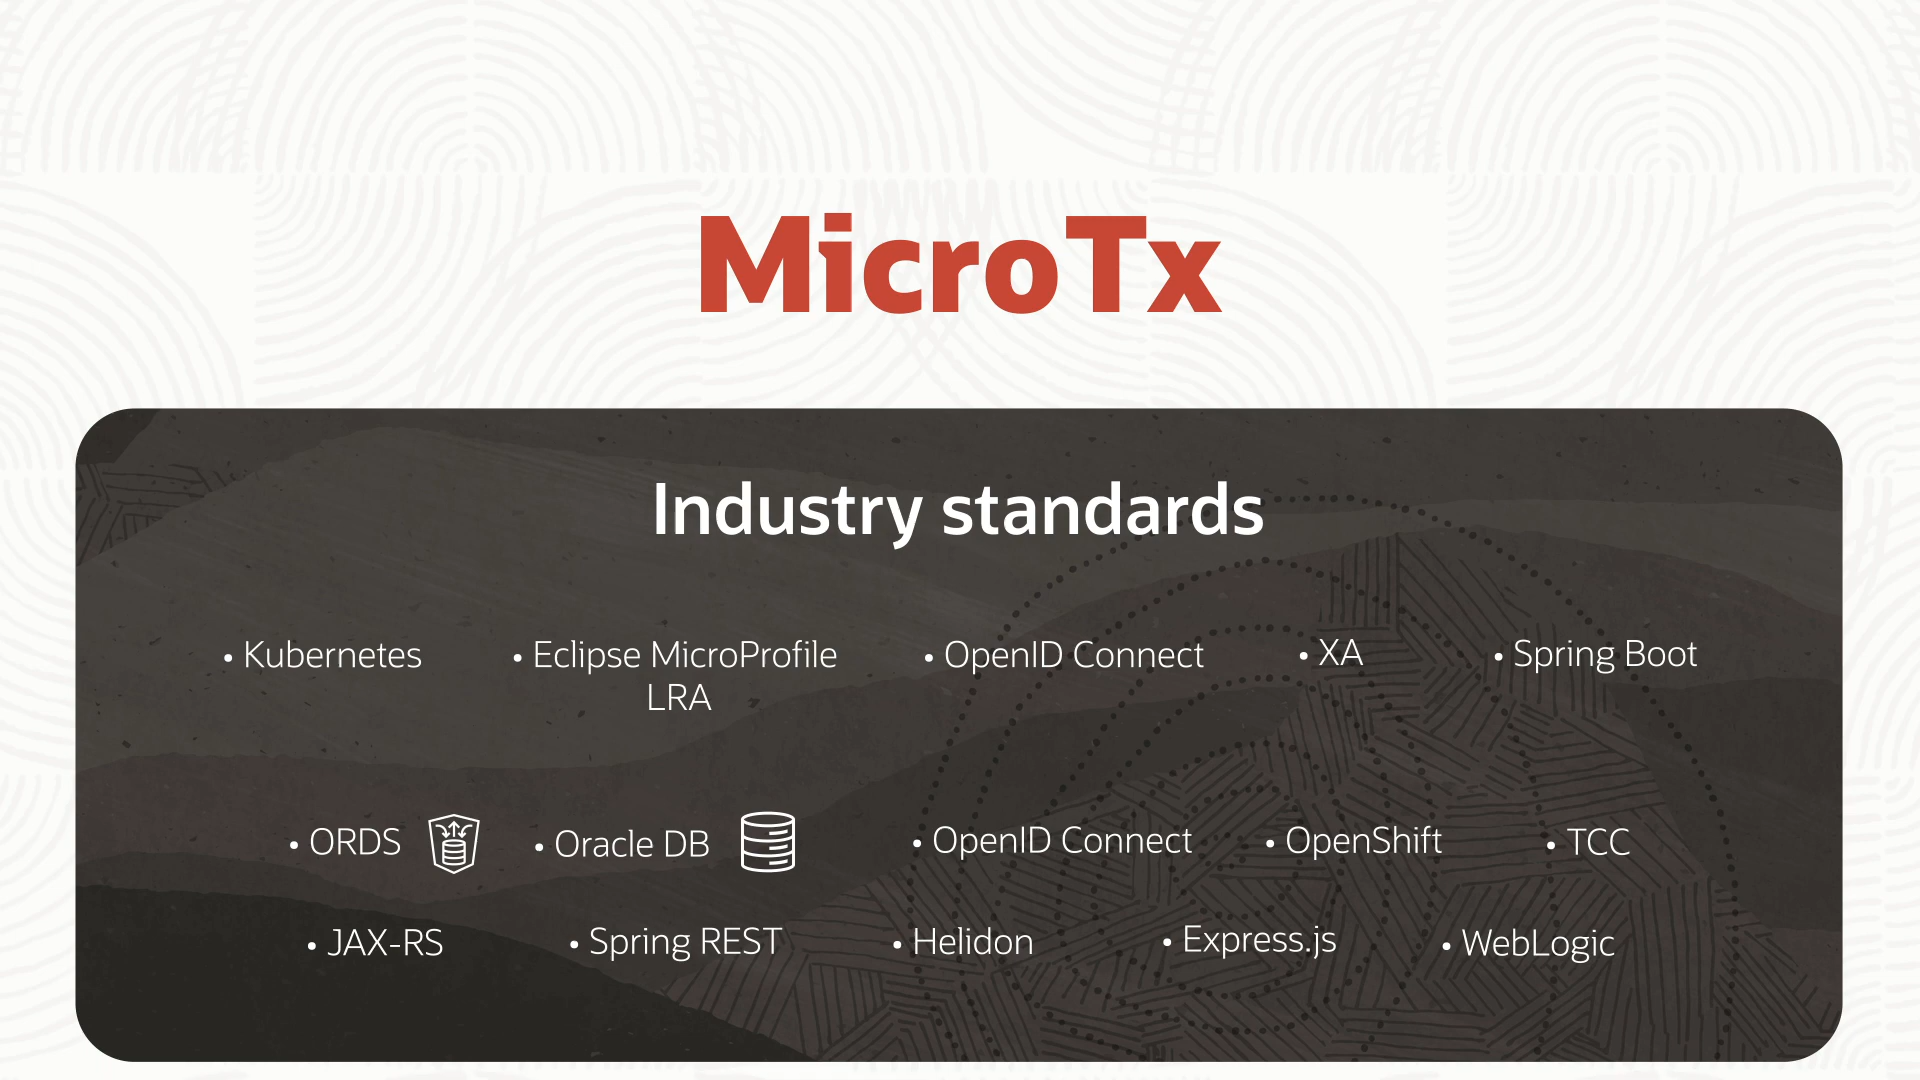 MicroTx
Industry standards
• Kubernetes
• Eclipse MicroProfile
LRA
• OpenID Connect
• XA
• Spring Boot
• ORDS
• Oracle DB
• OpenID Connect
• OpenShift
• TCC
• JAX-RS
• Spring REST
• Helidon
• Express.js
• WebLogic